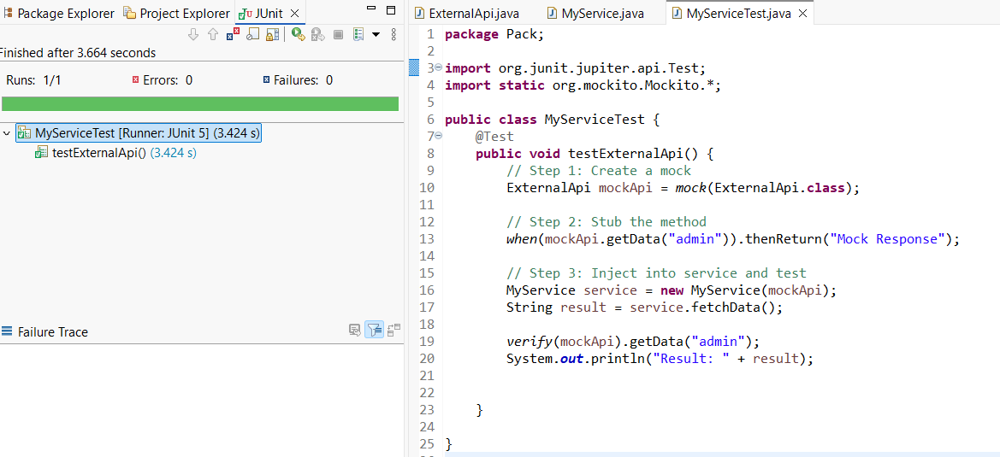 Package Explorer Project Explorer JUnit
Finished after 3.664 seconds
Runs: 1/1 Errors: 0 Failures: 0
MyServiceTest [Runner: JUnit 5] (3.424 s)
testExternalApi() (3.424 s)
Failure Trace
ExternalApi.java MyService.java MyServiceTest.java
1 package Pack;
2
3 import org.junit.jupiter.api.Test;
4 import static org.mockito.Mockito.*;
5
6 public class MyServiceTest {
7 @Test
8 public void testExternalApi() {
9 // Step 1: Create a mock
10 ExternalApi mockApi = mock(ExternalApi.class);
11
12 // Step 2: Stub the method
13 when(mockApi.getData("admin")).thenReturn("Mock Response");
14
15 // Step 3: Inject into service and test
16 MyService service = new MyService(mockApi);
17 String result = service.fetchData();
18
19 verify(mockApi).getData("admin");
20 System.out.println("Result: " + result);
21
22
23 }
24
25 }